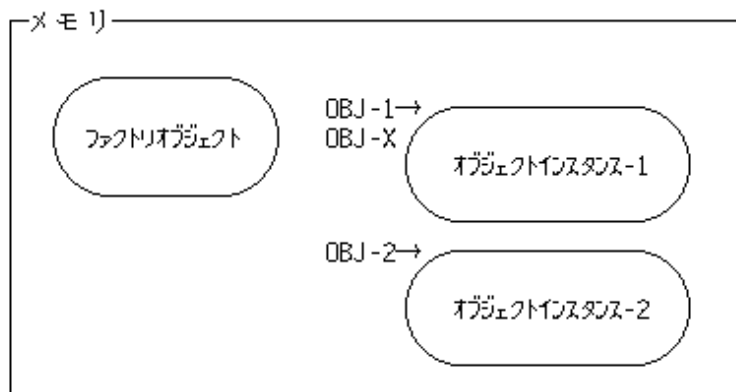 メモリ
ファクトリオブジェクト
OBJ-1→
OBJ-X
オブジェクトインスタンス-1
OBJ-2→
オブジェクトインスタンス-2